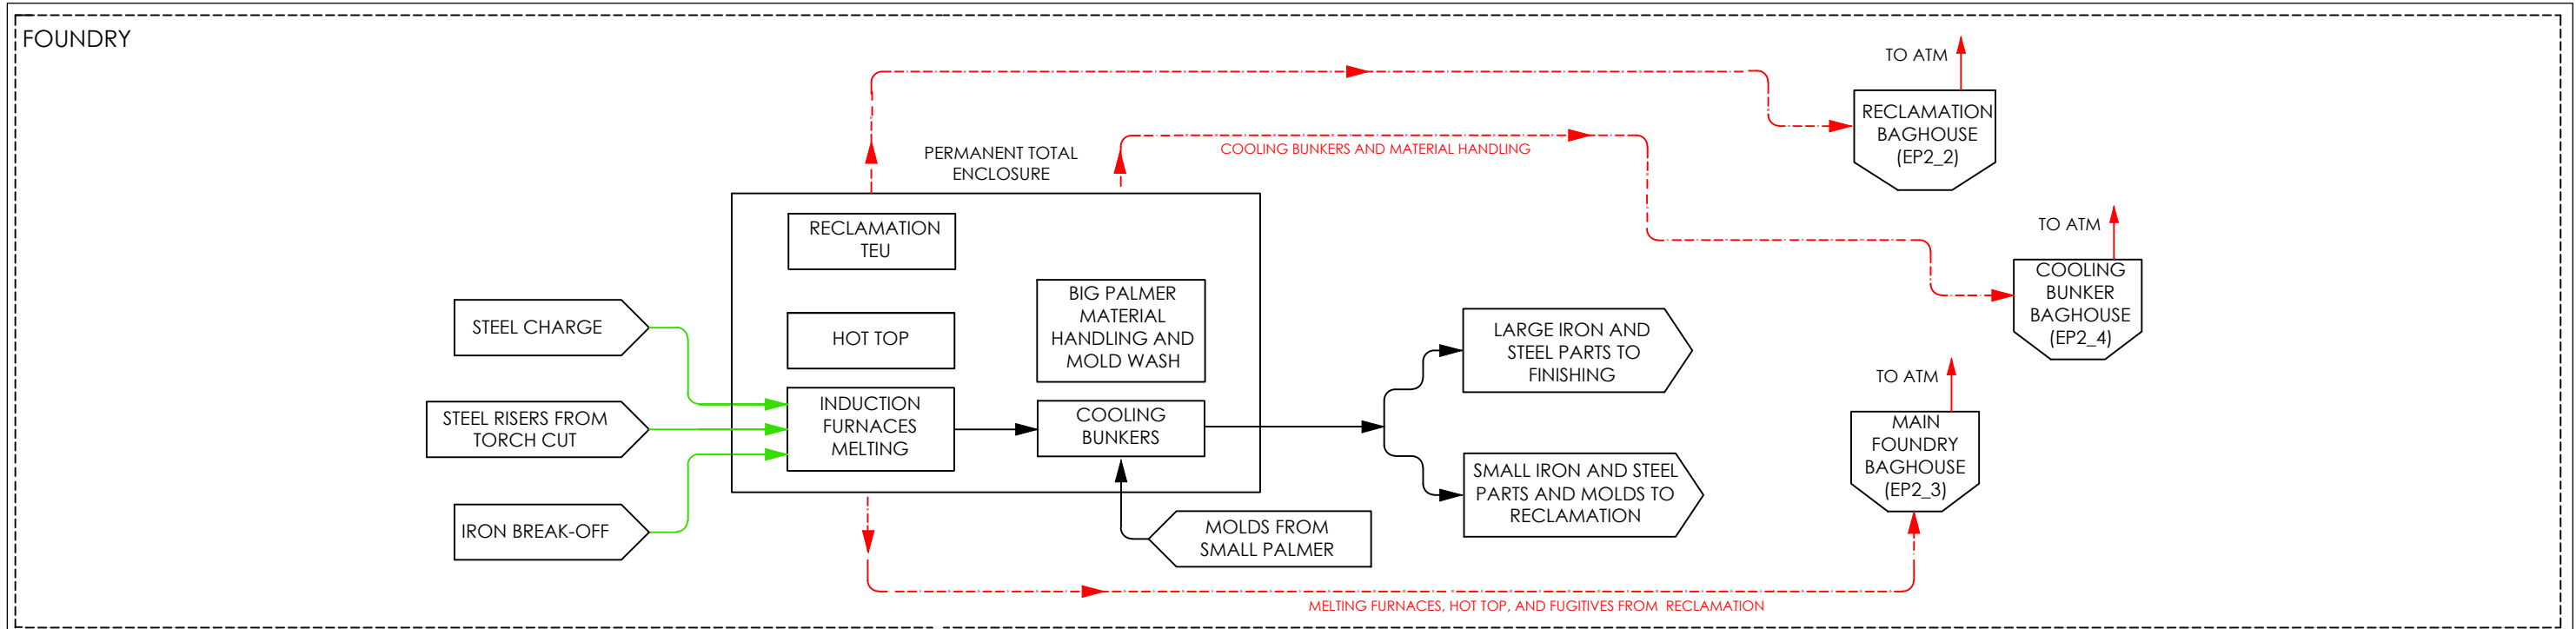 FOUNDRY
TO ATM
RECLAMATION
BAGHOUSE
(EP2_2)
PERMANENT TOTAL
ENCLOSURE
COOLING BUNKERS AND MATERIAL HANDLING
TO ATM
COOLING
BUNKER
BAGHOUSE
(EP2_4)
RECLAMATION
TEU
HOT TOP
BIG PALMER
MATERIAL
HANDLING AND
MOLD WASH
STEEL CHARGE
STEEL RISERS FROM
TORCH CUT
IRON BREAK-OFF
INDUCTION
FURNACES
MELTING
COOLING
BUNKERS
LARGE IRON AND
STEEL PARTS TO
FINISHING
SMALL IRON AND STEEL
PARTS AND MOLDS TO
RECLAMATION
MOLDS FROM
SMALL PALMER
TO ATM
MAIN
FOUNDRY
BAGHOUSE
(EP2_3)
MELTING FURNACES, HOT TOP, AND FUGITIVES FROM RECLAMATION